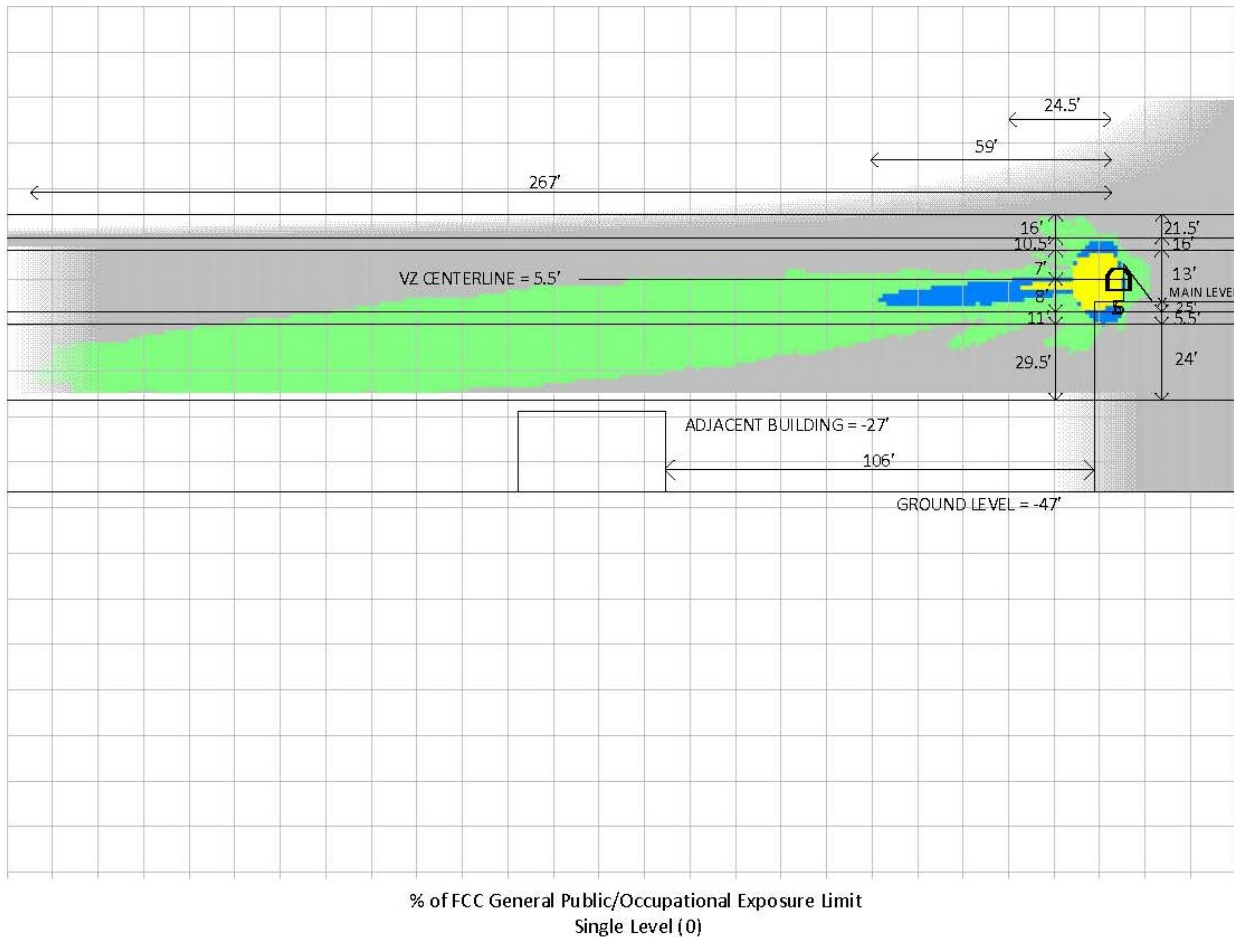 24.5'
59'
267'
16'
21.5'
10.5'
16'
7'
13'
VZ CENTERLINE = 5.5'
MAIN LEVEL
8'
11'
5.5'
29.5'
24'
ADJACENT BUILDING = -27'
106'
GROUND LEVEL = -47'
% of FCC General Public/Occupational Exposure Limit
Single Level (0)